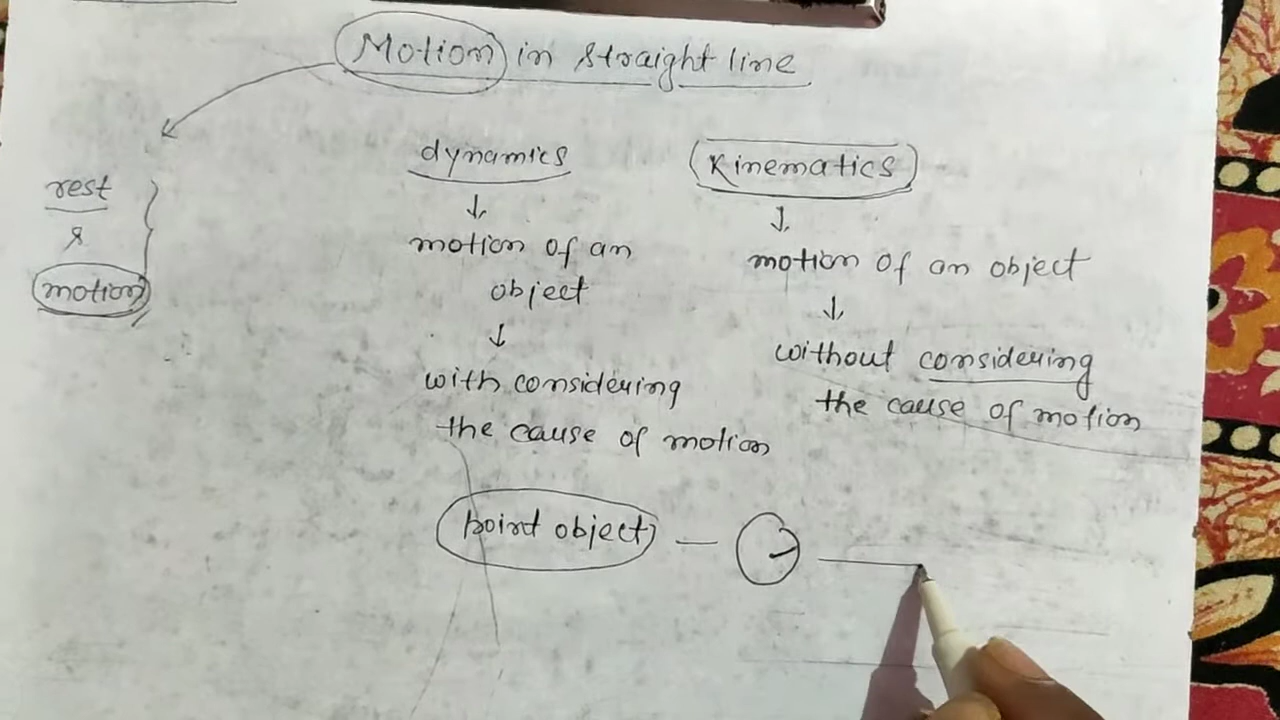 Motion in straight line
rest
&
motion
dynamics
motion of an
object
with considering
the cause of motion
Kinematics
motion of an object
without considering
the cause of motion
point object